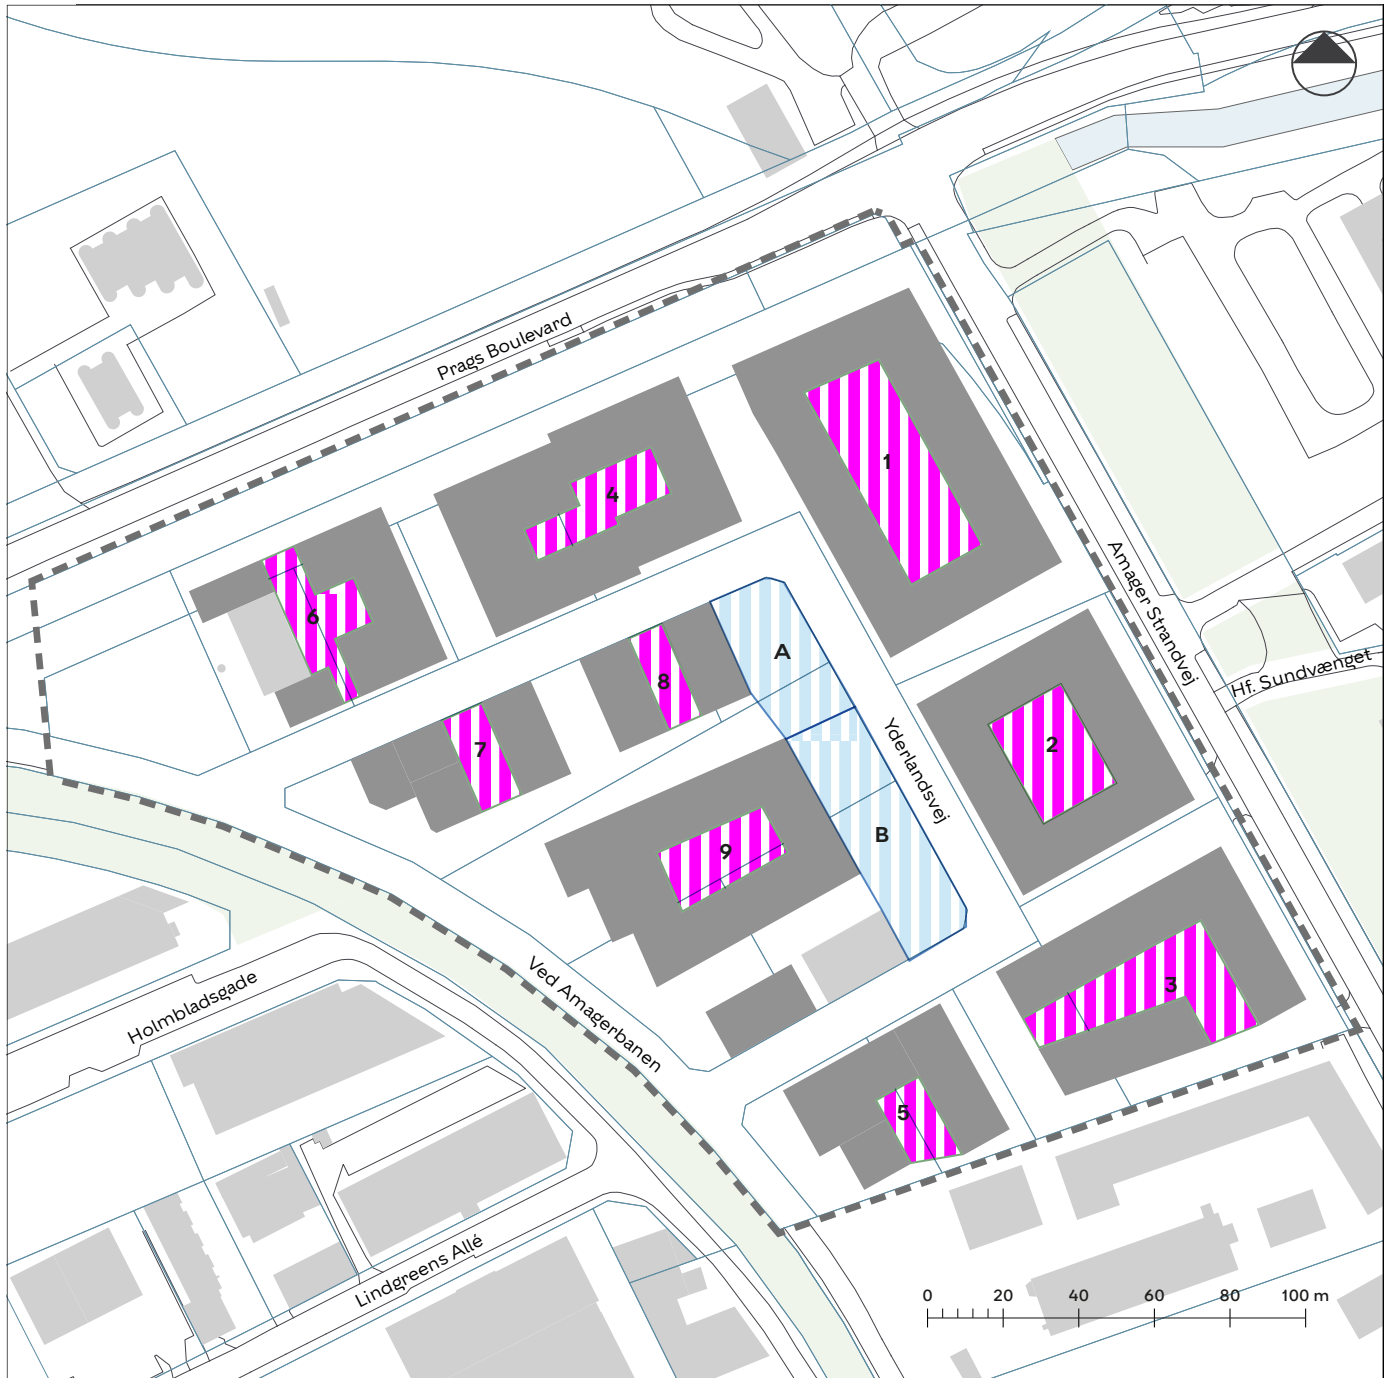 Prags Boulevard
1
4
Amager Strandvej
6
A
8
Hf. Sundvænget
Yderlandsvej
7
2
B
9
Ved Amagerbanen
Holmbladsgade
3
5
Lindgreens Allé
0 20 40 60 80 100 m